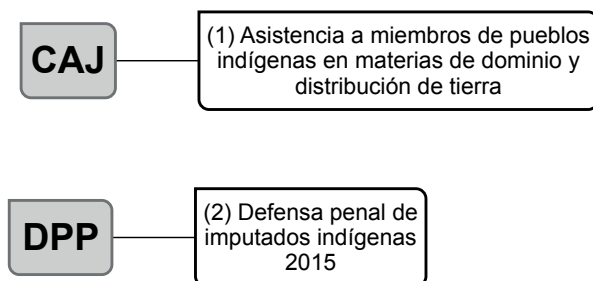 CAJ
(1) Asistencia a miembros de pueblos
indígenas en materias de dominio y
distribución de tierra
DPP
(2) Defensa penal de
imputados indígenas
2015